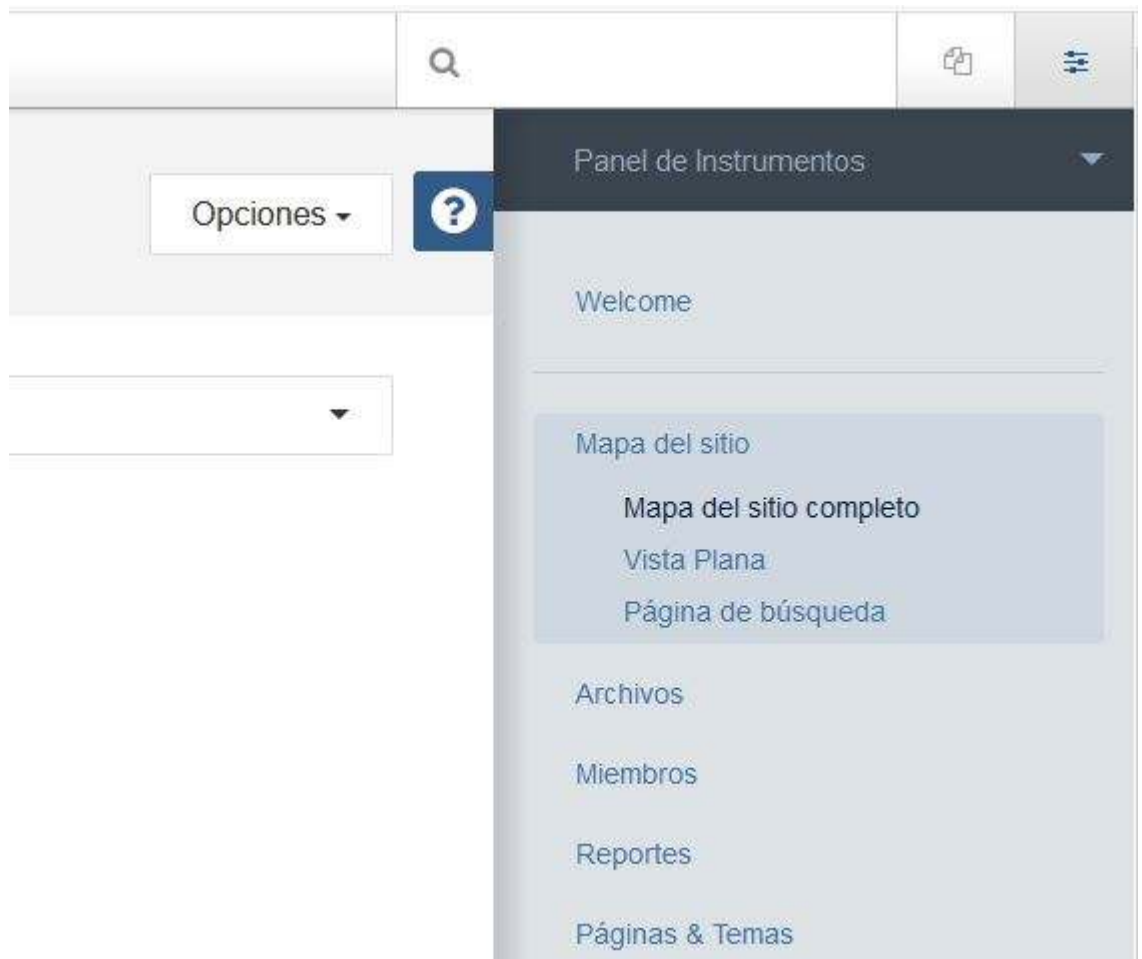 Panel de Instrumentos
Opciones
Welcome
Mapa del sitio
Mapa del sitio completo
Vista Plana
Página de búsqueda
Archivos
Miembros
Reportes
Páginas & Temas